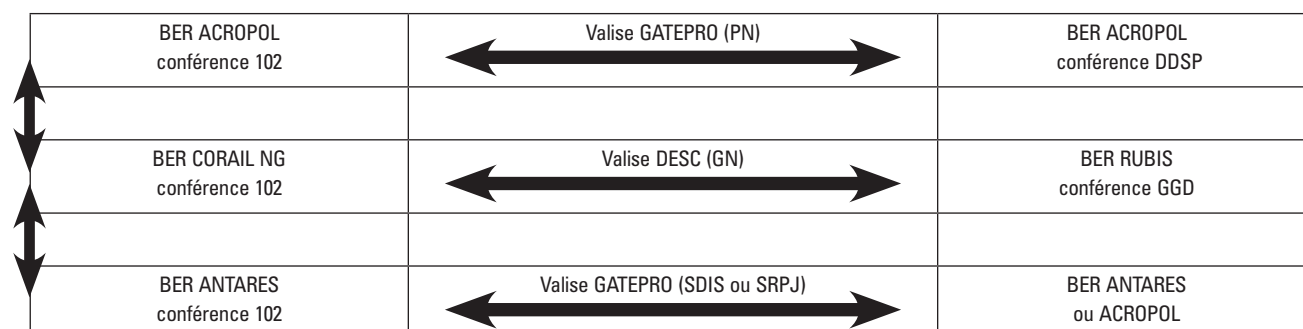 BER ACROPOL
conférence 102
Valise GATEPRO (PN)
BER ACROPOL
conférence DDSP
BER CORAIL NG
conférence 102
Valise DESC (GN)
BER RUBIS
conférence GGD
BER ANTARES
conférence 102
Valise GATEPRO (SDIS ou SRPJ)
BER ANTARES
ou ACROPOL